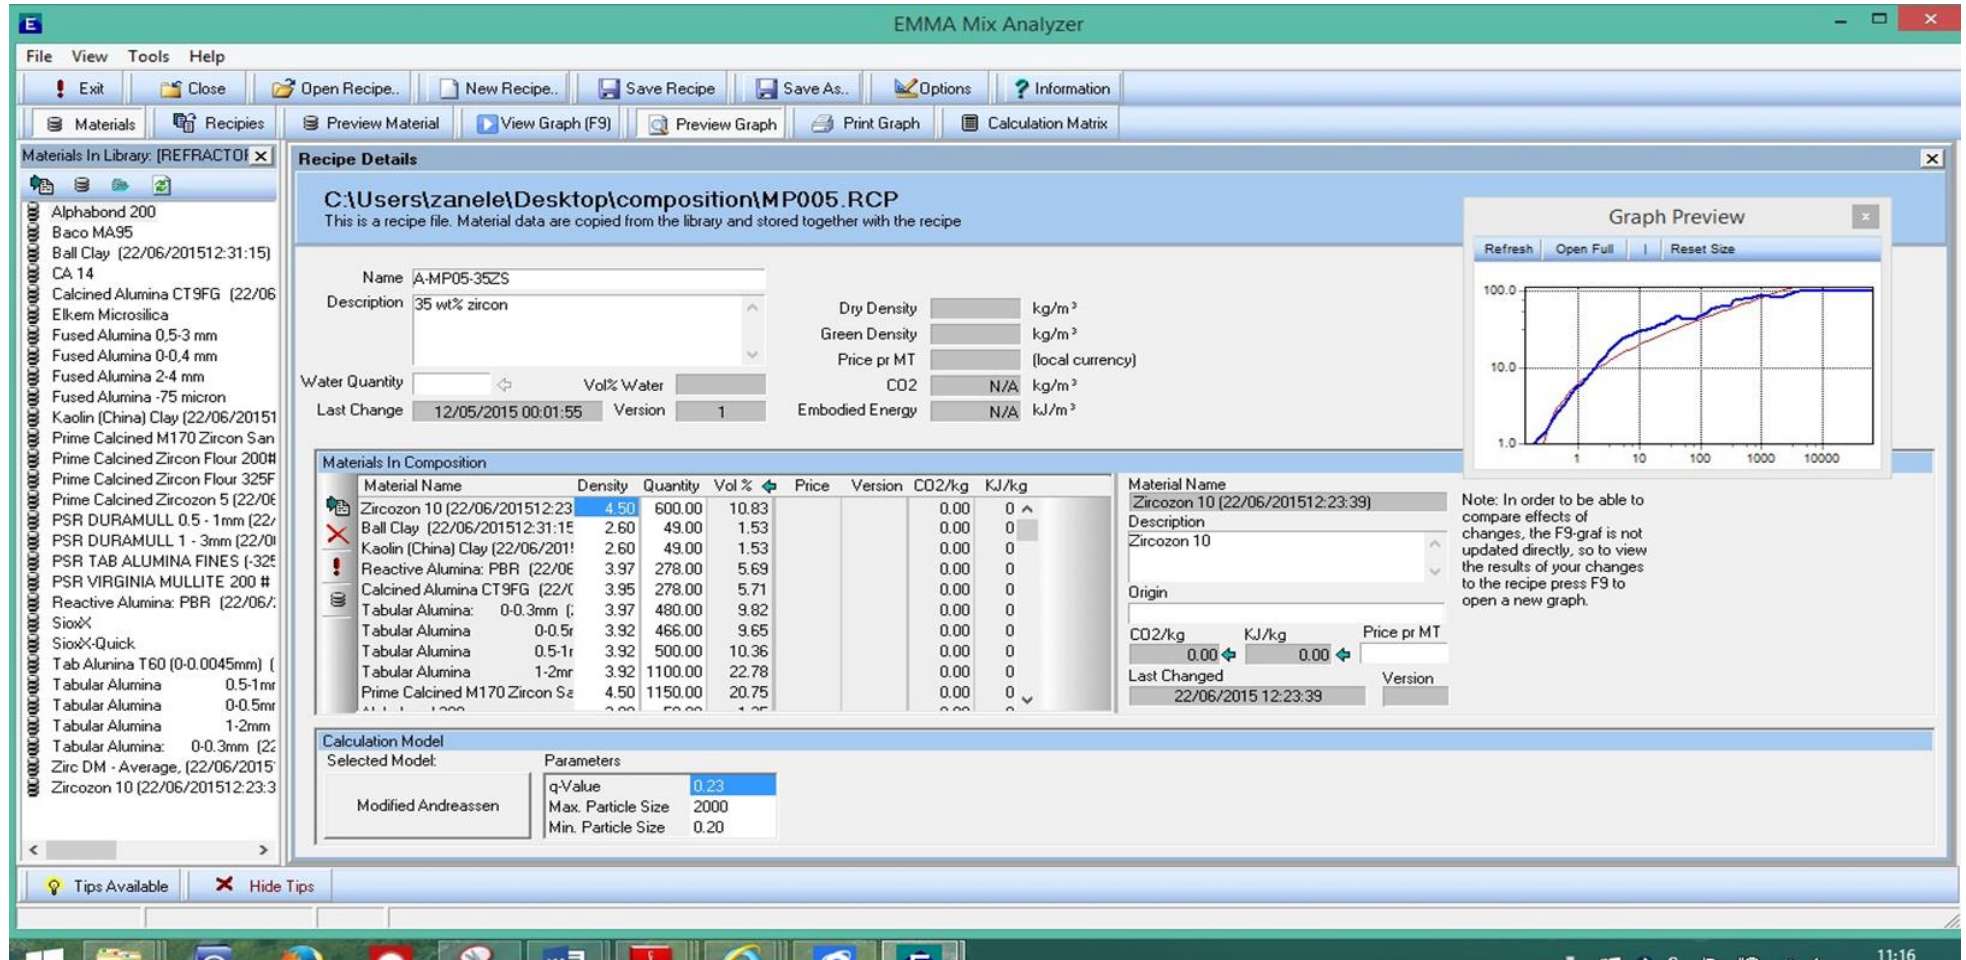 E
EMMA Mix Analyzer
File View Tools Help
Exit Close Open Recipe.. New Recipe.. Save Recipe Save As.. Options Information
Materials Recipies Preview Material View Graph (F9) Preview Graph Print Graph Calculation Matrix
Materials In Library: [REFRACTO
Alphabond 200
Baco MA95
Ball Clay (22/06/201512:31:15)
CA 14
Calcined Alumina CT9FG (22/06
Elkem Microsilica
Fused Alumina 0,5-3 mm
Fused Alumina 0-0,4 mm
Fused Alumina 2-4 mm
Fused Alumina -75 micron
Kaolin (China) Clay (22/06/20151
Prime Calcined M170 Zircon San
Prime Calcined Zircon Flour 200#
Prime Calcined Zircon Flour 325F
Prime Calcined Zircozon 5 (22/06
PSR DURAMULL 0.5 - 1mm (22/
PSR DURAMULL 1 - 3mm (22/0
PSR TAB ALUMINA FINES (-325
PSR VIRGINIA MULLITE 200 #
Reactive Alumina: PBR (22/06/
SioxX
SioxX-Quick
Tab Alunina T60 (0-0.0045mm) (
Tabular Alumina 0.5-1mr
Tabular Alumina 0-0.5mr
Tabular Alumina 1-2mm
Tabular Alumina: 0-0.3mm (22
Zirc DM - Average, (22/06/2015
Zircozon 10 (22/06/201512:23:3
Recipe Details
C:\Users\zanele\Desktop\composition\MP005.RCP
This is a recipe file. Material data are copied from the library and stored together with the recipe
Name A-MP05-35ZS
Description 35 wt% zircon
Water Quantity Vol% Water
Last Change 12/05/2015 00:01:55 Version 1
Dry Density kg/m³
Green Density kg/m³
Price pr MT (local currency)
CO2 N/A kg/m³
Embodied Energy N/A kJ/m³
Graph Preview
Refresh Open Full | Reset Size
100.0
10.0
1.0
1 10 100 1000 10000
Materials In Composition
Material Name Density Quantity Vol % Price Version CO2/kg KJ/kg
Zircozon 10 (22/06/201512:23 4.50 600.00 10.83 0.00 0
Ball Clay (22/06/201512:31:15 2.60 49.00 1.53 0.00 0
Kaolin (China) Clay (22/06/201! 2.60 49.00 1.53 0.00 0
Reactive Alumina: PBR (22/06 3.97 278.00 5.69 0.00 0
Calcined Alumina CT9FG (22/0 3.95 278.00 5.71 0.00 0
Tabular Alumina: 0-0.3mm (; 3.97 480.00 9.82 0.00 0
Tabular Alumina 0-0.5r 3.92 466.00 9.65 0.00 0
Tabular Alumina 0.5-1r 3.92 500.00 10.36 0.00 0
Tabular Alumina 1-2mr 3.92 1100.00 22.78 0.00 0
Prime Calcined M170 Zircon Sa 4.50 1150.00 20.75 0.00 0
Material Name
Zircozon 10 (22/06/201512:23:39)
Description
Zircozon 10
Origin
CO2/kg KJ/kg Price pr MT
0.00 0.00
Last Changed Version
22/06/2015 12:23:39
Note: In order to be able to
compare effects of
changes, the F9-graf is not
updated directly, so to view
the results of your changes
to the recipe press F9 to
open a new graph.
Calculation Model
Selected Model: Parameters
Modified Andreassen
q-Value 0.23
Max. Particle Size 2000
Min. Particle Size 0.20
Tips Available Hide Tips
11:16